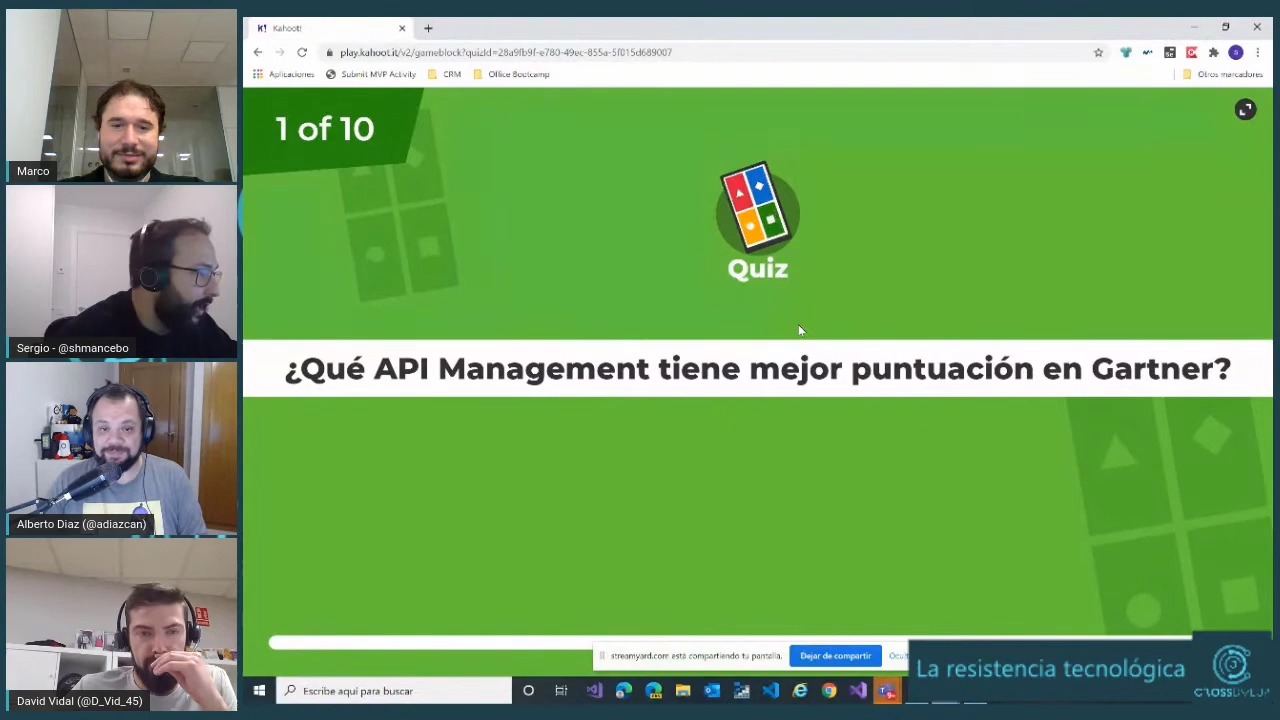 Marco
Sergio - @shmancebo
Alberto Diaz (@adiazcan)
David Vidal (@D_Vid_45)
K! Kahoot!
play.kahoot.it/v2/gameblock?quizId=28a9fb9f-e780-49ec-855a-5f015d689007
Aplicaciones
Submit MVP Activity
CRM
Office Bootcamp
Otros marcadores
1 of 10
Quiz
¿Qué API Management tiene mejor puntuación en Gartner?
streamyard.com está compartiendo tu pantalla.
Dejar de compartir
La resistencia tecnológica
Escribe aquí para buscar